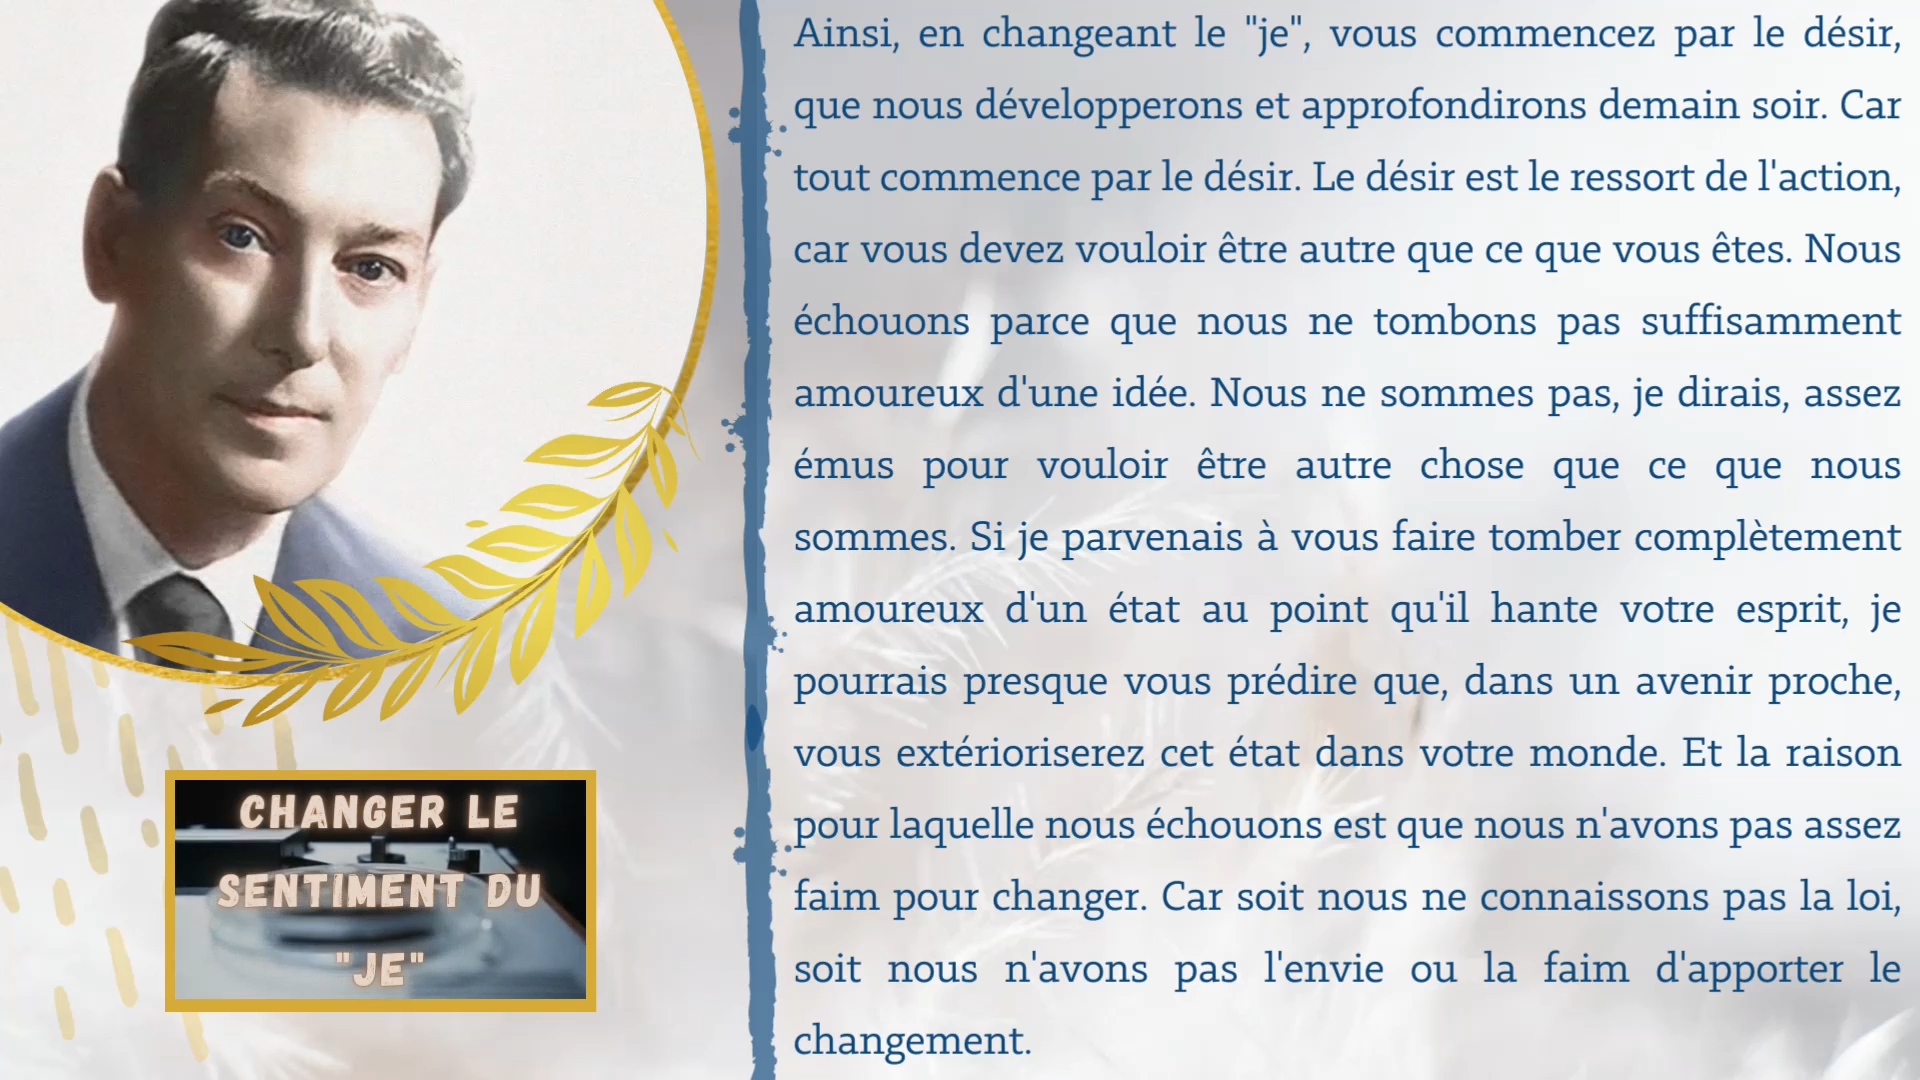 Ainsi, en changeant le "je", vous commencez par le désir,
que nous développerons et approfondirons demain soir. Car
tout commence par le désir. Le désir est le ressort de l'action,
car vous devez vouloir être autre que ce que vous êtes. Nous
échouons parce que nous ne tombons pas suffisamment
amoureux d'une idée. Nous ne sommes pas, je dirais, assez
émus pour vouloir être autre chose que ce que nous
sommes. Si je parvenais à vous faire tomber complètement
amoureux d'un état au point qu'il hante votre esprit, je
pourrais presque vous prédire que, dans un avenir proche,
vous extérioriserez cet état dans votre monde. Et la raison
pour laquelle nous échouons est que nous n'avons pas assez
faim pour changer. Car soit nous ne connaissons pas la loi,
soit nous n'avons pas l'envie ou la faim d'apporter le
changement.
CHANGER LE
SENTIMENT DU
"JE"